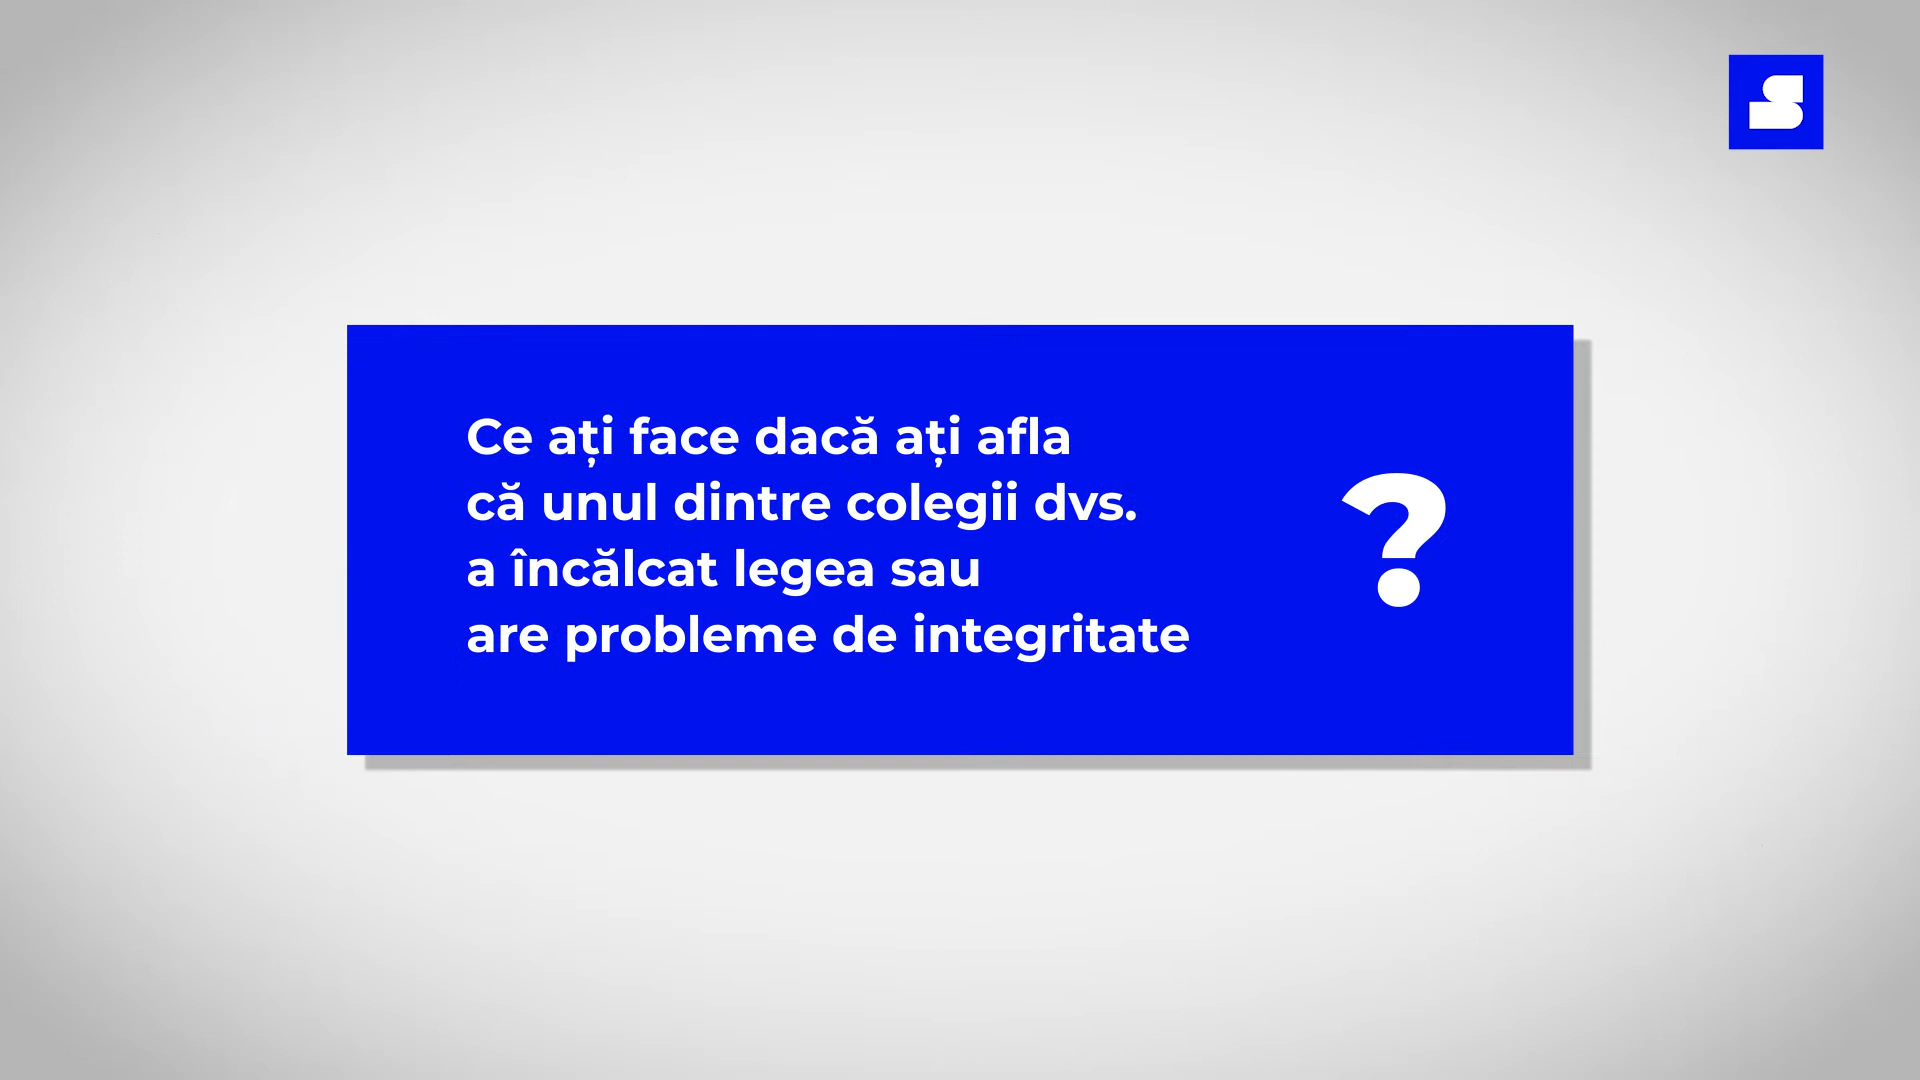 Ce ați face dacă ați afla
că unul dintre colegii dvs.
a încălcat legea sau
are probleme de integritate
?